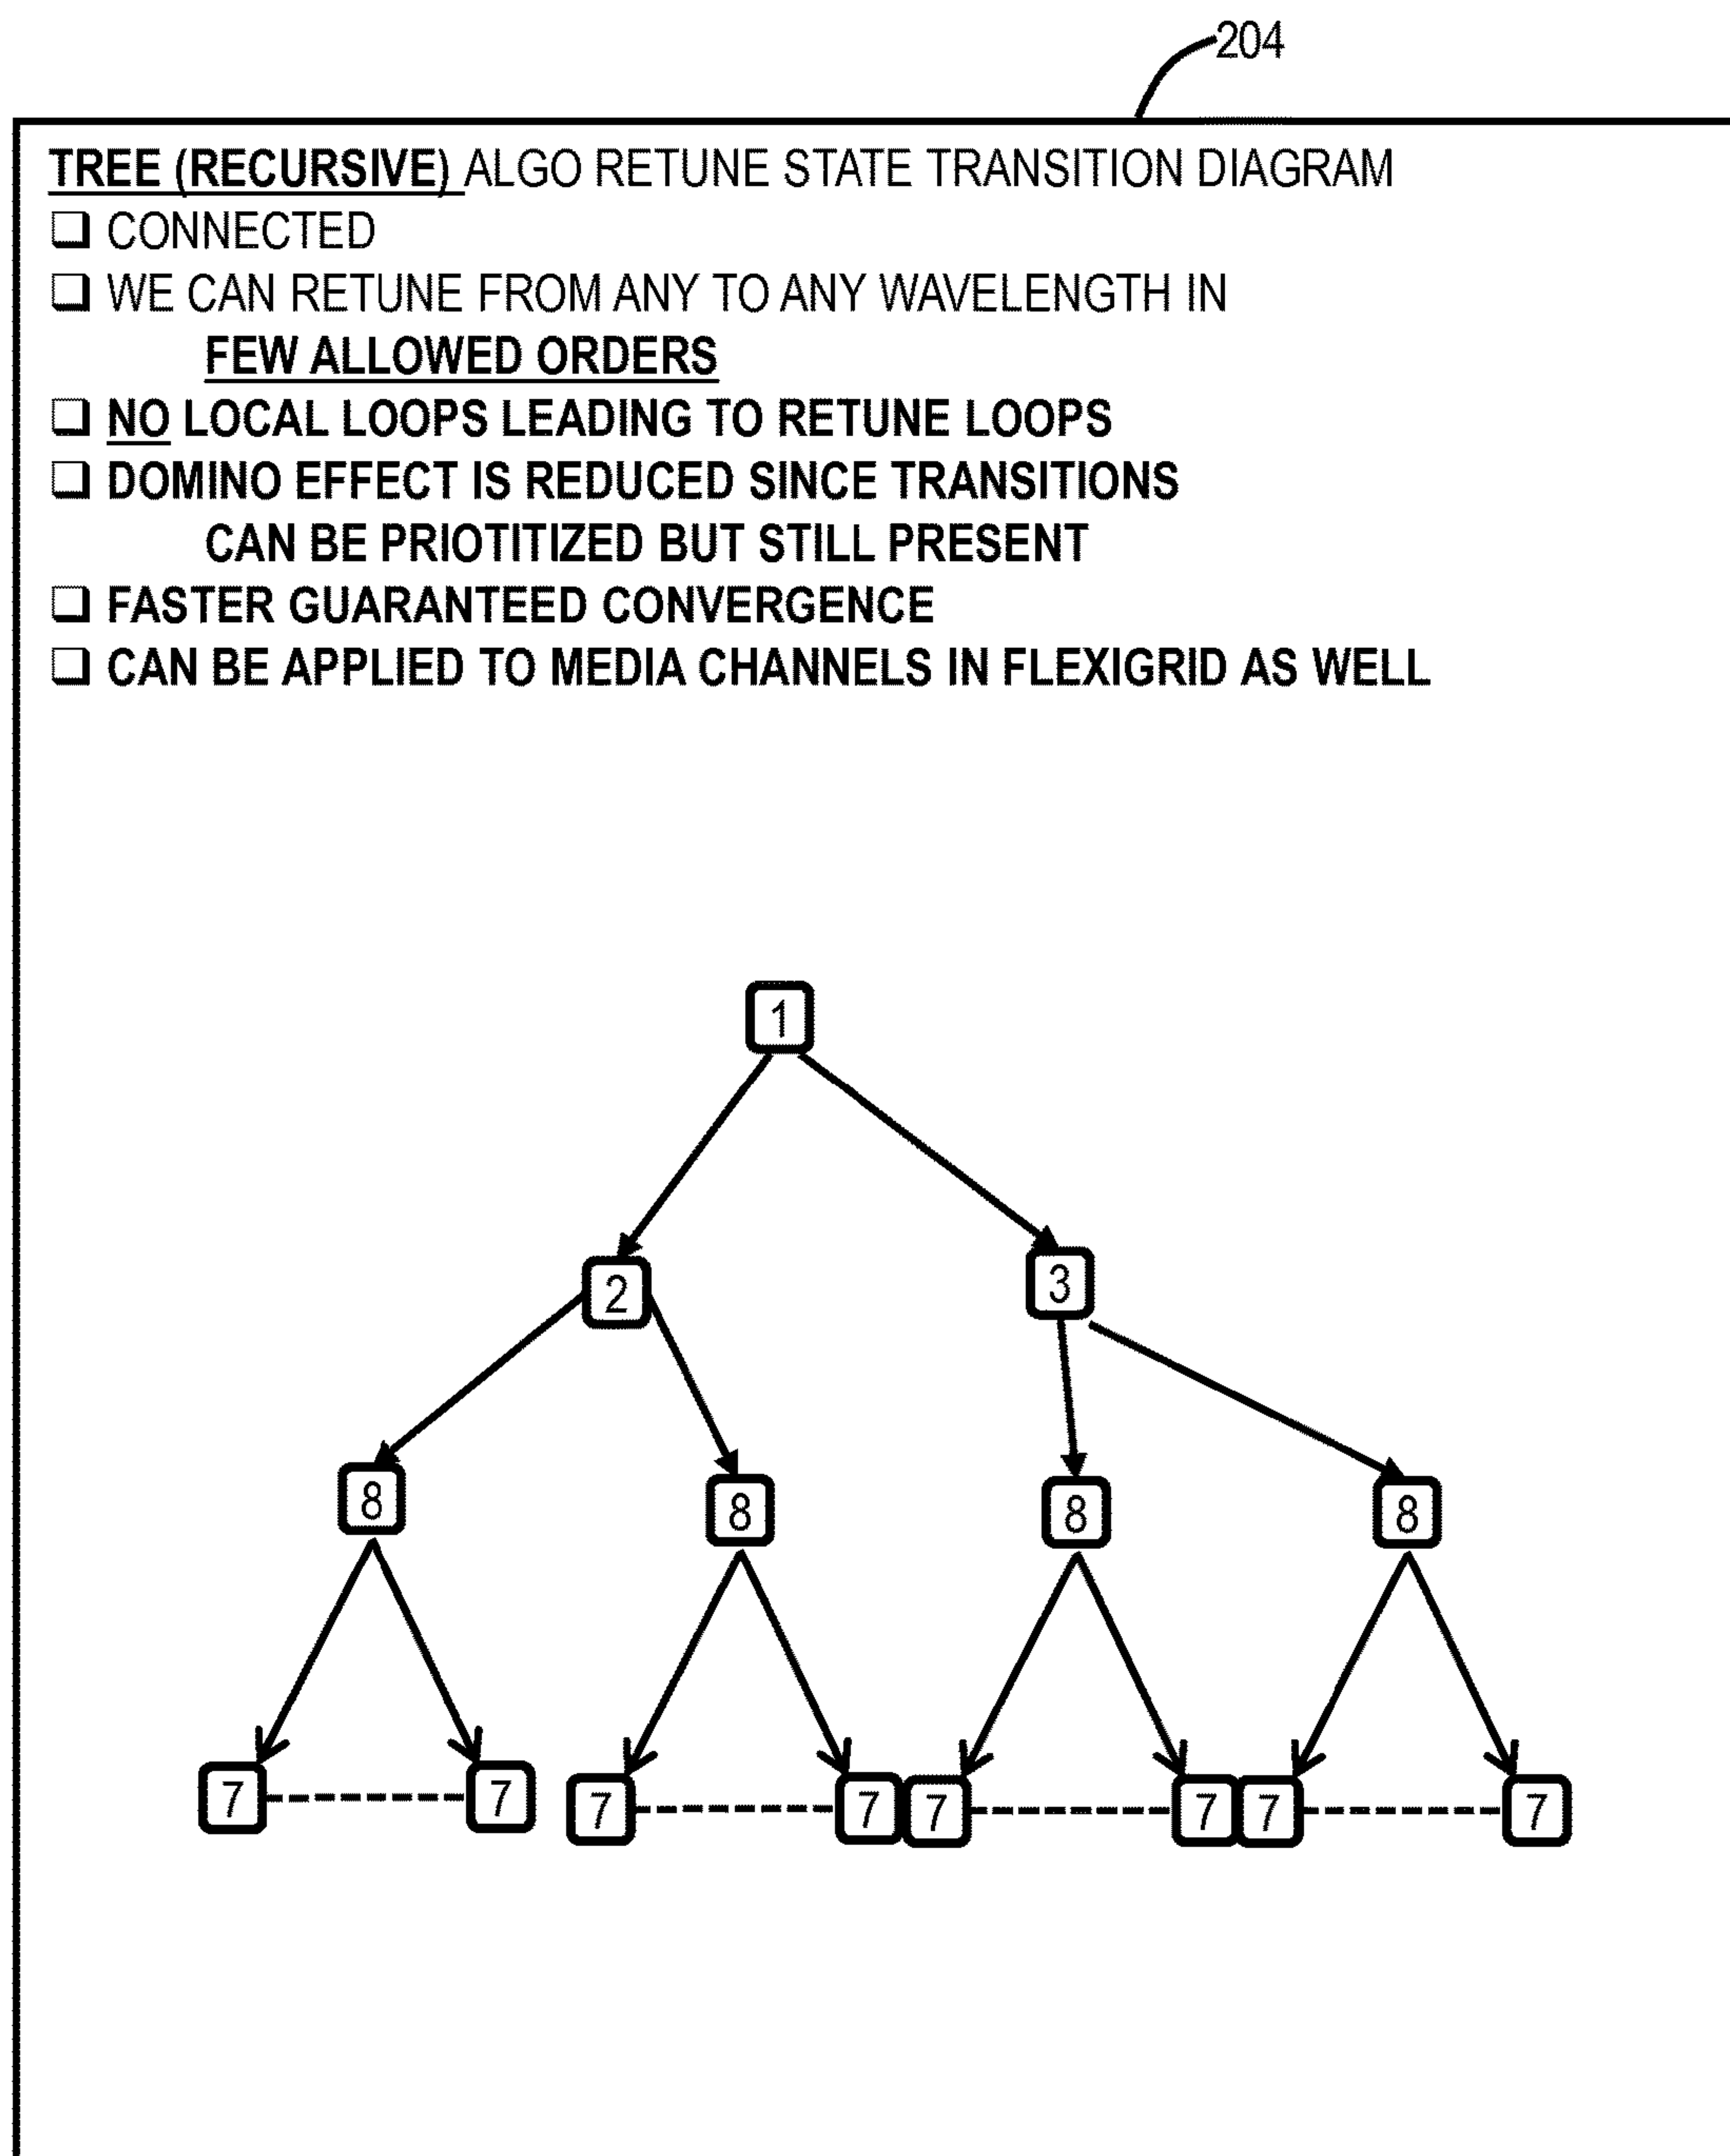 204
TREE (RECURSIVE) ALGO RETUNE STATE TRANSITION DIAGRAM
❑ CONNECTED
❑ WE CAN RETUNE FROM ANY TO ANY WAVELENGTH IN
FEW ALLOWED ORDERS
❑ NO LOCAL LOOPS LEADING TO RETUNE LOOPS
❑ DOMINO EFFECT IS REDUCED SINCE TRANSITIONS
CAN BE PRIOTITIZED BUT STILL PRESENT
❑ FASTER GUARANTEED CONVERGENCE
❑ CAN BE APPLIED TO MEDIA CHANNELS IN FLEXIGRID AS WELL
1
2 3
8 8 8 8
7 7 7 7 7 7 7 7